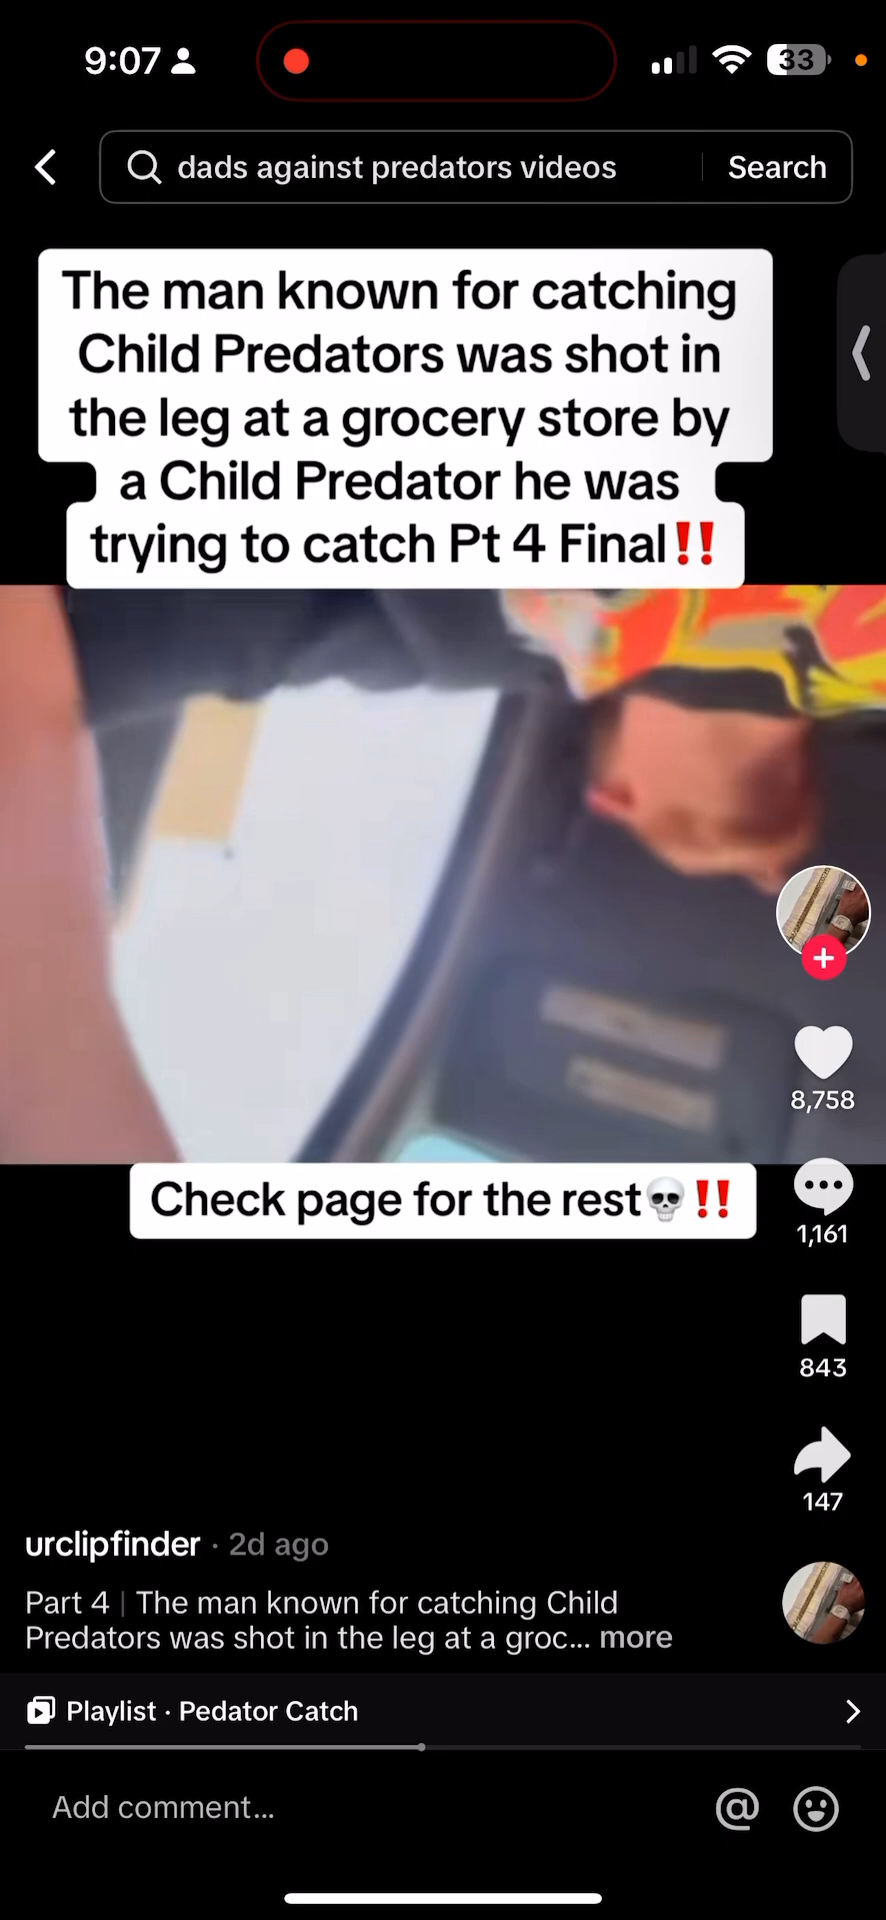 9:07
33
dads against predators videos
Search
The man known for catching
Child Predators was shot in
the leg at a grocery store by
a Child Predator he was
trying to catch Pt 4 Final‼️
Check page for the rest💀‼️
8,758
1,161
843
147
urclipfinder · 2d ago
Part 4 | The man known for catching Child
Predators was shot in the leg at a groc... more
Playlist · Pedator Catch
Add comment...